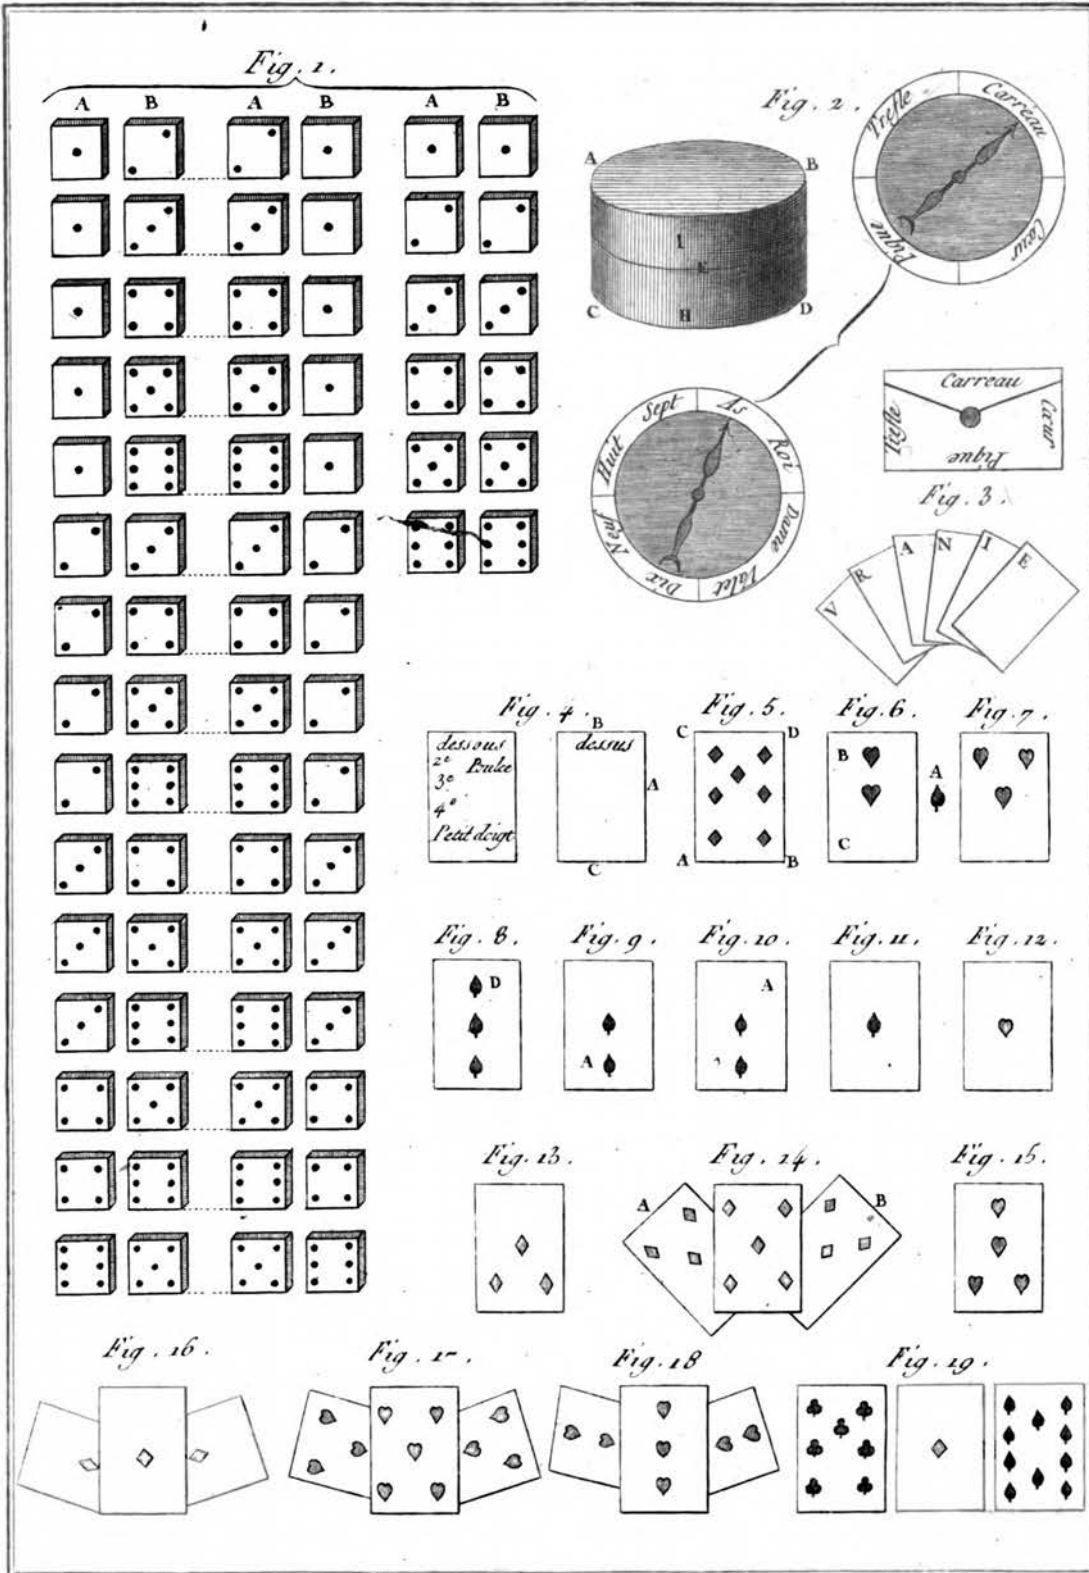 Fig. 1.
A B A B A B
Fig. 2.
A B
I
E
C H D
Trefle Carreau
Pique Cœur
Sept As
Huit Roi
Neuf Dame
Dix Valet
Carreau
Trefle Cœur
Pique
Fig. 3.
V R A N I E
Fig. 4. Fig. 5. Fig. 6. Fig. 7.
dessous
2e Poulce
3e
4e
Petit doigt
B
dessus
A
C
C D
A B
B
C
A
Fig. 8. Fig. 9. Fig. 10. Fig. 11. Fig. 12.
D
A
A
Fig. 13. Fig. 14. Fig. 15.
A B
Fig. 16. Fig. 17 Fig. 18 Fig. 19.